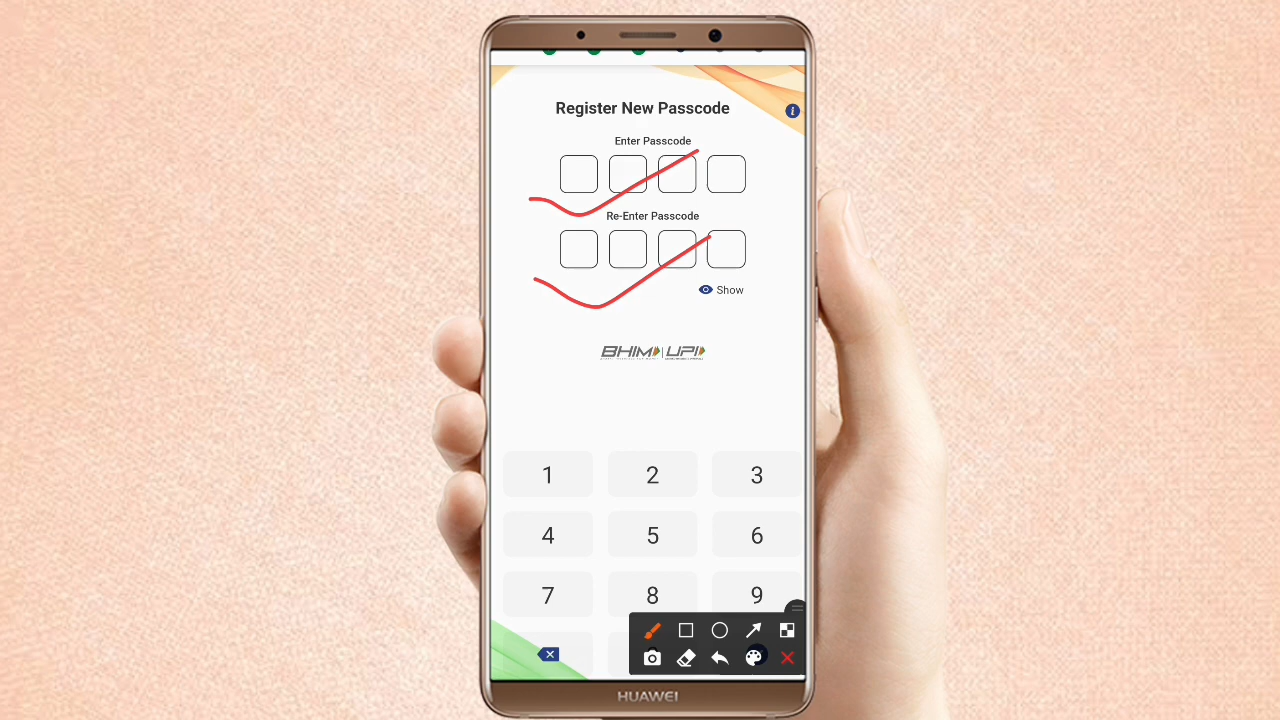 Register New Passcode
i
Enter Passcode
Re-Enter Passcode
Show
BHIM UPI
1 2 3
4 5 6
7 8 9
HUAWEI